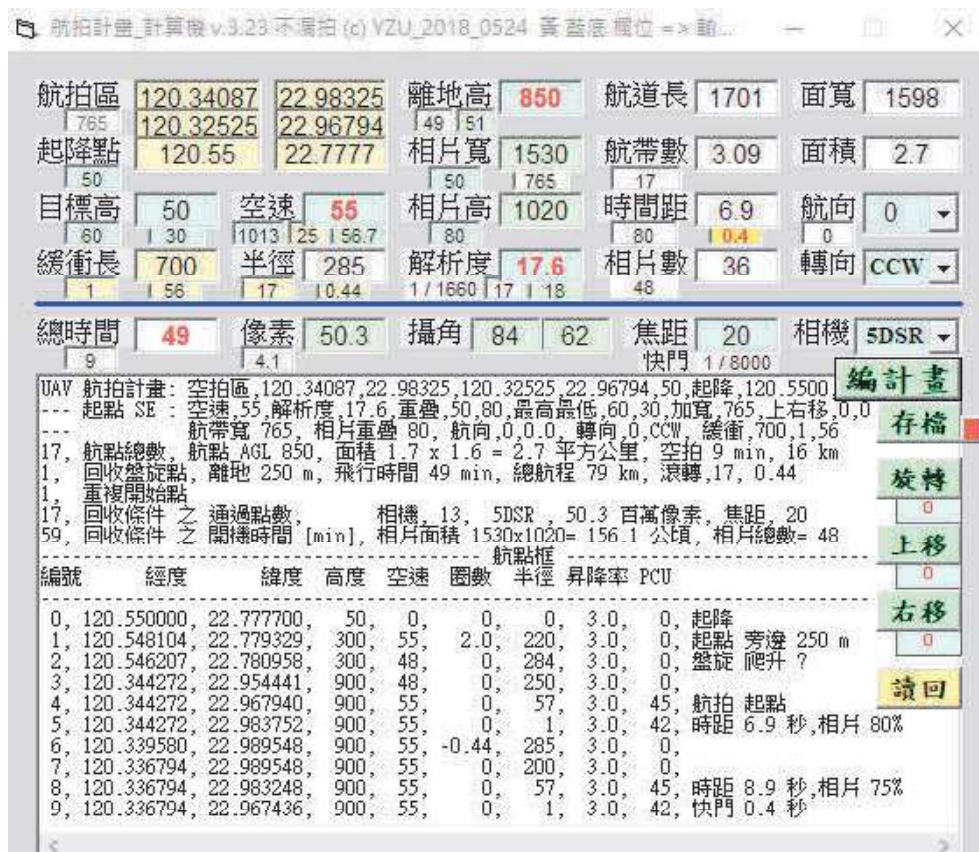 航拍計畫_計算機 v.3.23 不漏拍 (c) YZU_2018_0524 黃 藍底 欄位 => 輸...
航拍區 120.34087 22.98325 離地高 850 航道長 1701 面寬 1598
765 120.32525 22.96794 49 51
起降點 120.55 22.7777 相片寬 1530 航帶數 3.09 面積 2.7
50 50 765 17
目標高 50 空速 55 相片高 1020 時間距 6.9 航向 0
60 30 1013 25 56.7 80 80 0.4 0
緩衝長 700 半徑 285 解析度 17.6 相片數 36 轉向 CCW
1 56 17 0.44 1 / 1660 17 18 48
總時間 49 像素 50.3 攝角 84 62 焦距 20 相機 5DSR
9 4.1 快門 1/8000
編計畫
存檔
旋轉
0
上移
0
右移
0
讀回
UAV 航拍計畫: 空拍區,120.34087,22.98325,120.32525,22.96794,50,起降,120.5500
--- 起點 SE : 空速,55,解析度,17.6,重疊,50,80,最高最低,60,30,加寬,765,上右移,0,0
--- 航帶寬 765, 相片重疊 80, 航向,0,0.0, 轉向,0,CCW, 緩衝,700,1,56
17, 航點總數, 航點 AGL 850, 面積 1.7 x 1.6 = 2.7 平方公里, 空拍 9 min, 16 km
1, 回收盤旋點, 離地 250 m, 飛行時間 49 min, 總航程 79 km, 滾轉,17, 0.44
1, 重複開始點
17, 回收條件 之 通過點數, 相機, 13, 5DSR , 50.3 百萬像素, 焦距, 20
59, 回收條件 之 開機時間 [min], 相片面積 1530x1020= 156.1 公頃, 相片總數= 48
------------------------------ 航點框 ------------------------------
編號 經度 緯度 高度 空速 圈數 半徑 昇降率 PCU
0, 120.550000, 22.777700, 50, 0, 0, 0, 3.0, 0, 起降
1, 120.548104, 22.779329, 300, 55, 2.0, 220, 3.0, 0, 起點 旁邊 250 m
2, 120.546207, 22.780958, 300, 48, 0, 284, 3.0, 0, 盤旋 爬升 ?
3, 120.344272, 22.954441, 900, 48, 0, 250, 3.0, 0,
4, 120.344272, 22.967940, 900, 55, 0, 57, 3.0, 45, 航拍 起點
5, 120.344272, 22.983752, 900, 55, 0, 1, 3.0, 42, 時距 6.9 秒,相片 80%
6, 120.339580, 22.989548, 900, 55, -0.44, 285, 3.0, 0,
7, 120.336794, 22.989548, 900, 55, 0, 200, 3.0, 0,
8, 120.336794, 22.983248, 900, 55, 0, 57, 3.0, 45, 時距 8.9 秒,相片 75%
9, 120.336794, 22.967436, 900, 55, 0, 1, 3.0, 42, 快門 0.4 秒